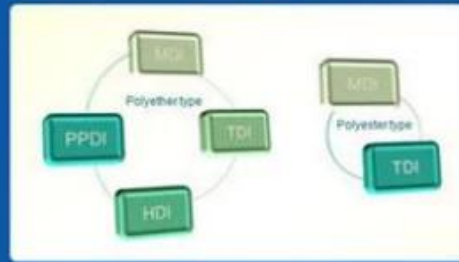 MDI
Polyether type
PPDI
TDI
HDI
MDI
Polyester type
TDI